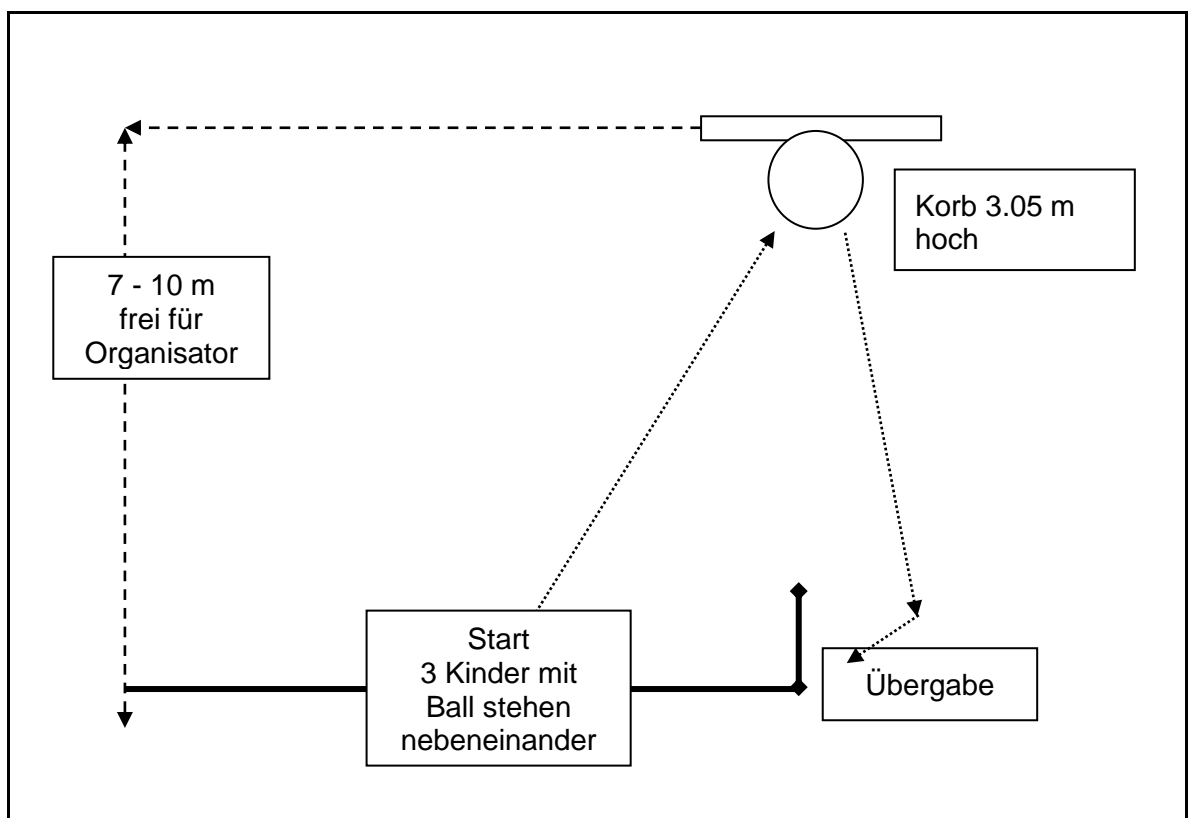 Korb 3.05 m
hoch
7 - 10 m
frei für
Organisator
Start
3 Kinder mit
Ball stehen
nebeneinander
Übergabe